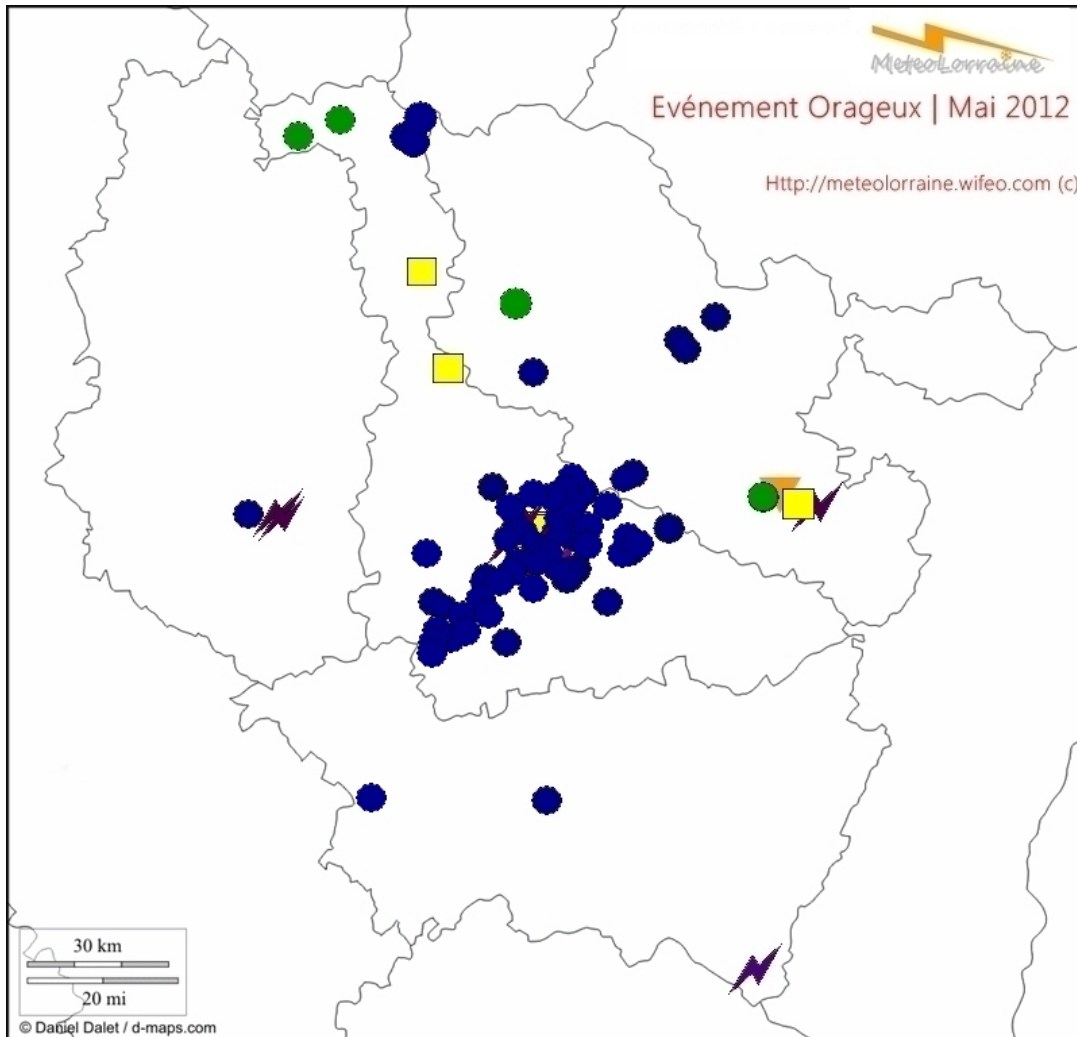 MeteoLorraine
Evénement Orageux | Mai 2012
Http://meteolorraine.wifeo.com (c)
30 km
20 mi
© Daniel Dalet / d-maps.com